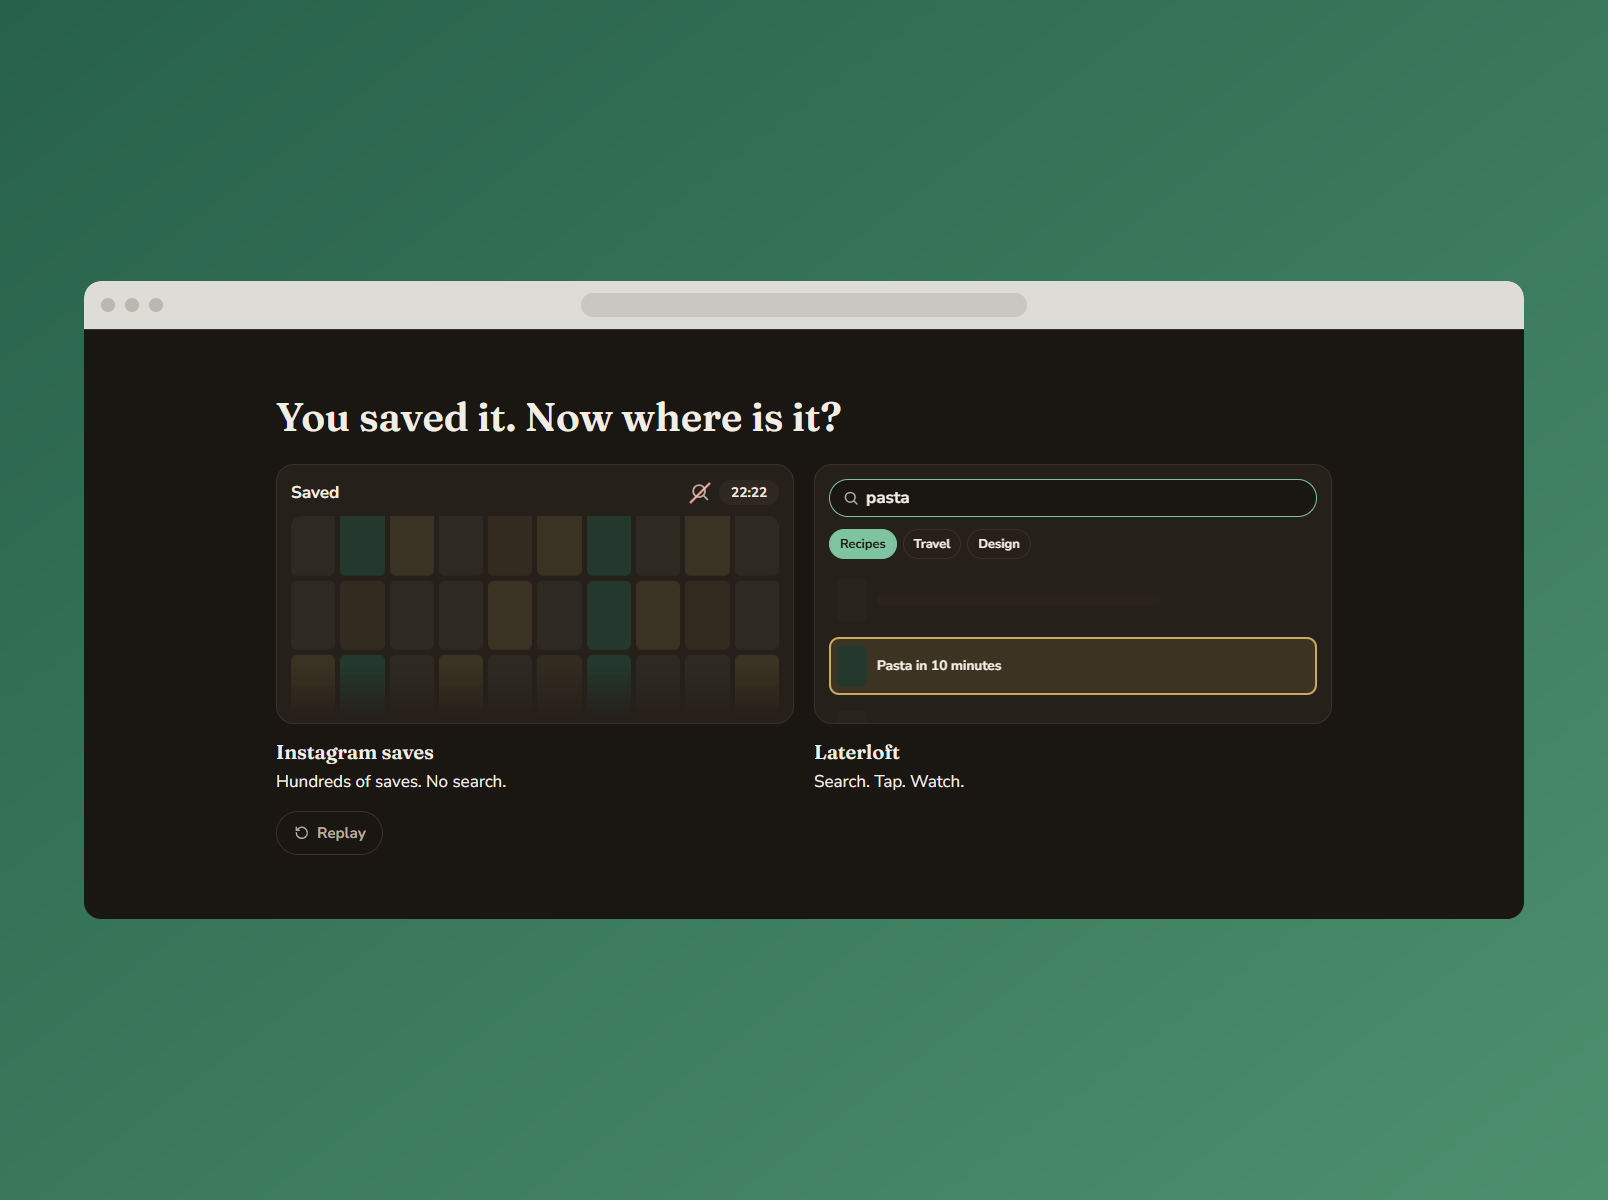 You saved it. Now where is it?
Saved
22:22
pasta
Recipes
Travel
Design
Pasta in 10 minutes
Instagram saves
Hundreds of saves. No search.
Laterloft
Search. Tap. Watch.
Replay